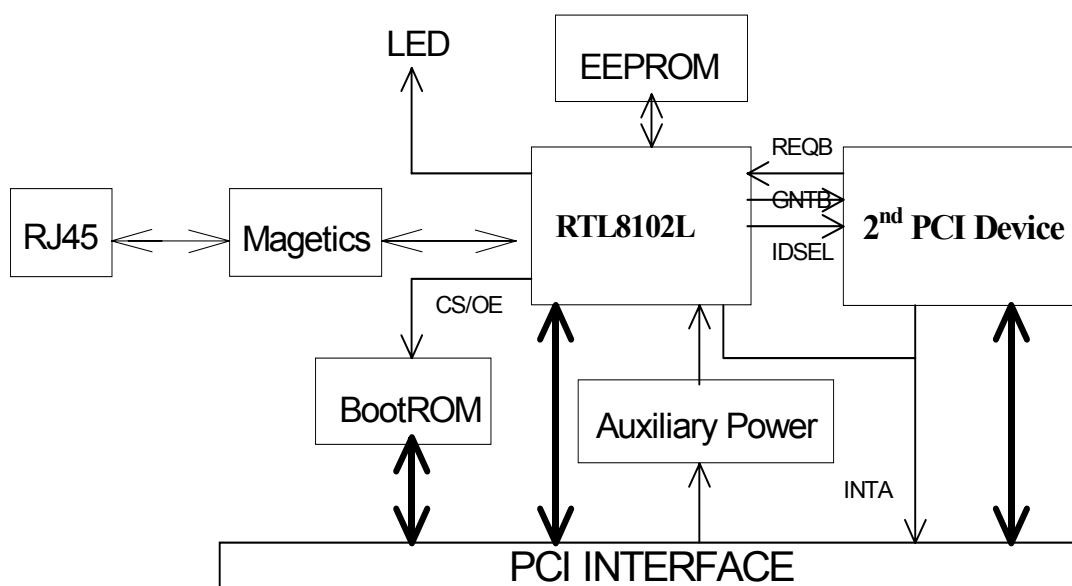 LED
EEPROM
REQB
GNTB
IDSEL
RJ45
Magetics
RTL8102L
2nd PCI Device
CS/OE
BootROM
Auxiliary Power
INTA
PCI INTERFACE